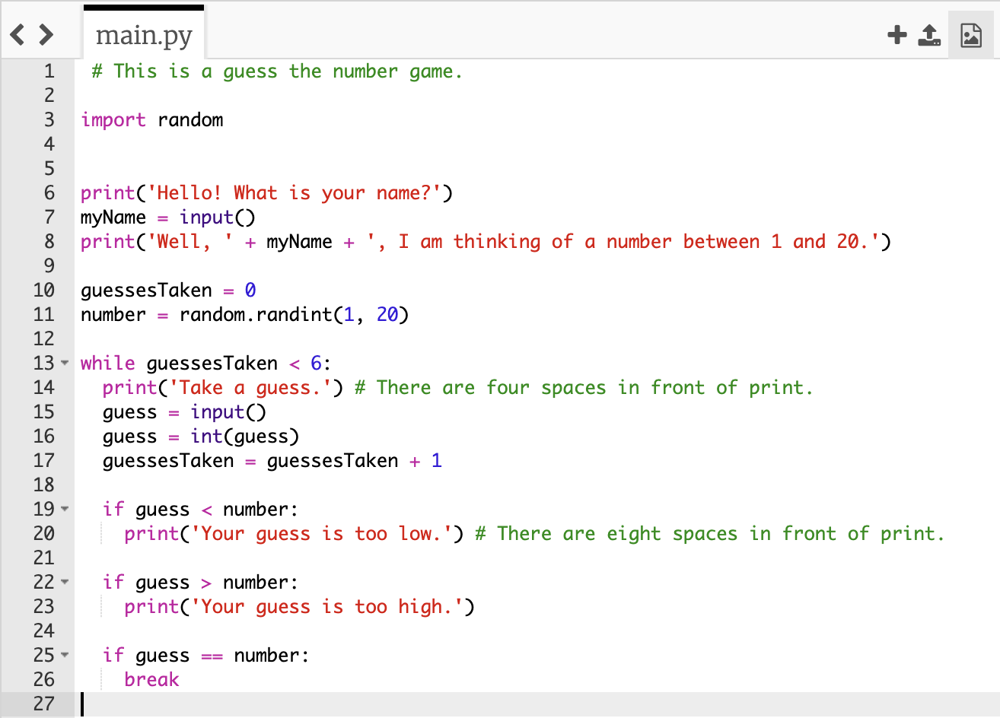 main.py
1 # This is a guess the number game.
2
3 import random
4
5
6 print('Hello! What is your name?')
7 myName = input()
8 print('Well, ' + myName + ', I am thinking of a number between 1 and 20.')
9
10 guessesTaken = 0
11 number = random.randint(1, 20)
12
13 while guessesTaken < 6:
14   print('Take a guess.') # There are four spaces in front of print.
15   guess = input()
16   guess = int(guess)
17   guessesTaken = guessesTaken + 1
18
19   if guess < number:
20     print('Your guess is too low.') # There are eight spaces in front of print.
21
22   if guess > number:
23     print('Your guess is too high.')
24
25   if guess == number:
26     break
27